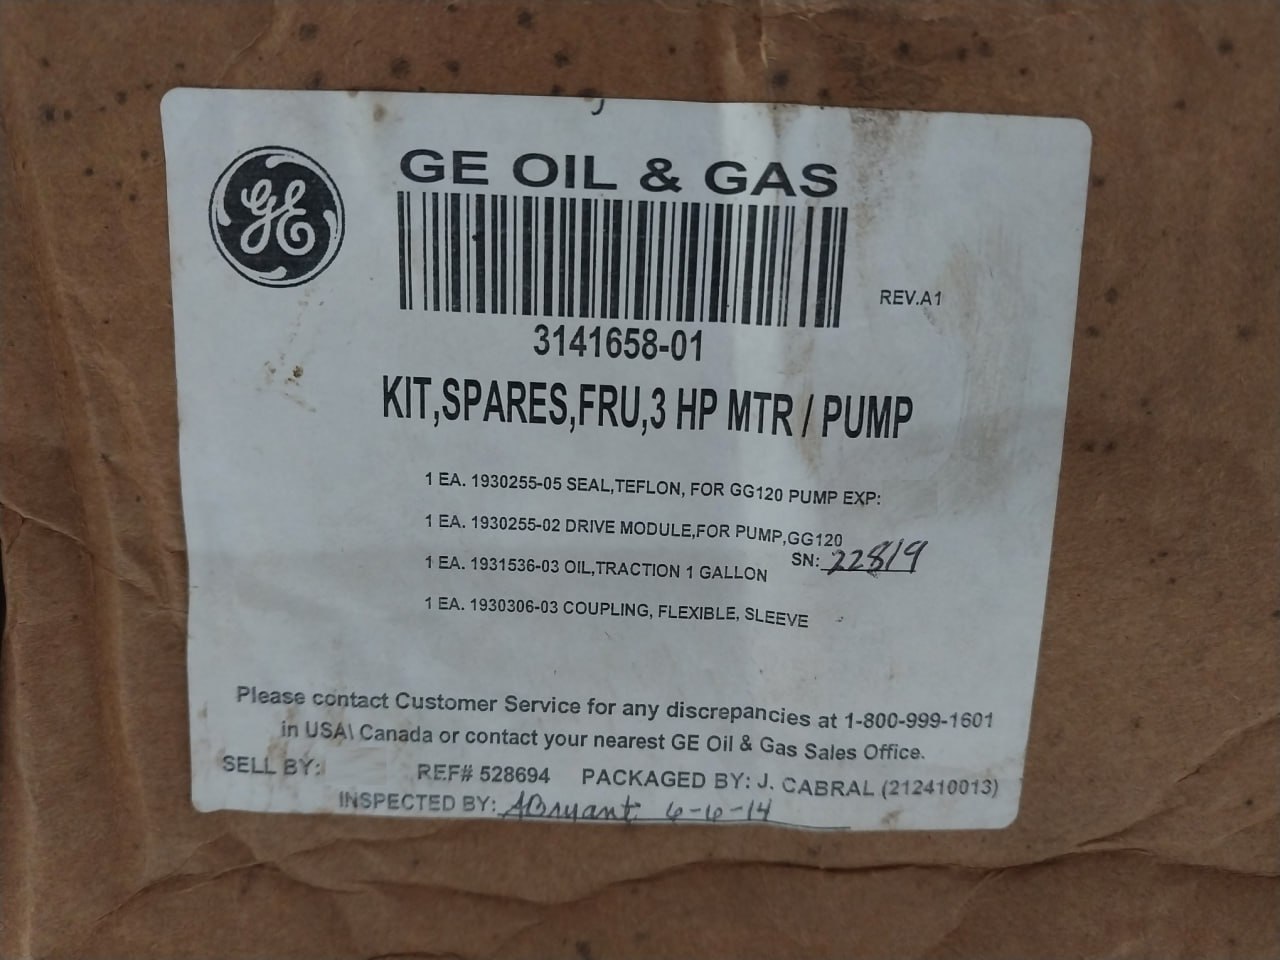 GE OIL & GAS
GE
REV.A1
3141658-01
KIT,SPARES,FRU,3 HP MTR / PUMP
1 EA. 1930255-05 SEAL,TEFLON, FOR GG120 PUMP EXP:
1 EA. 1930255-02 DRIVE MODULE,FOR PUMP,GG120
SN: 22819
1 EA. 1931536-03 OIL,TRACTION 1 GALLON
1 EA. 1930306-03 COUPLING, FLEXIBLE, SLEEVE
Please contact Customer Service for any discrepancies at 1-800-999-1601
in USA\ Canada or contact your nearest GE Oil & Gas Sales Office.
SELL BY: REF# 528694 PACKAGED BY: J. CABRAL (212410013)
INSPECTED BY: ABryant 6-6-14